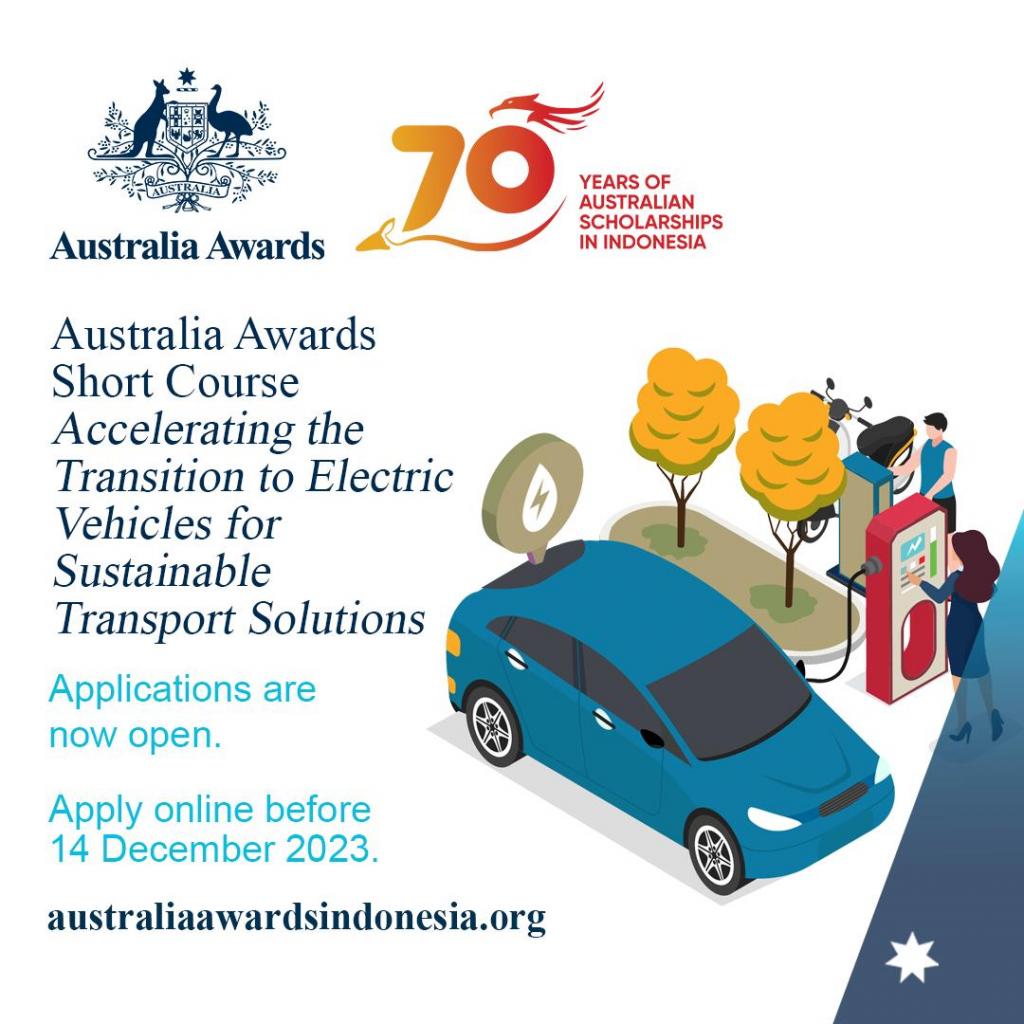 AUSTRALIA
Australia Awards
70
YEARS OF
AUSTRALIAN
SCHOLARSHIPS
IN INDONESIA
Australia Awards
Short Course
Accelerating the
Transition to Electric
Vehicles for
Sustainable
Transport Solutions
Applications are
now open.
Apply online before
14 December 2023.
australiaawardsindonesia.org